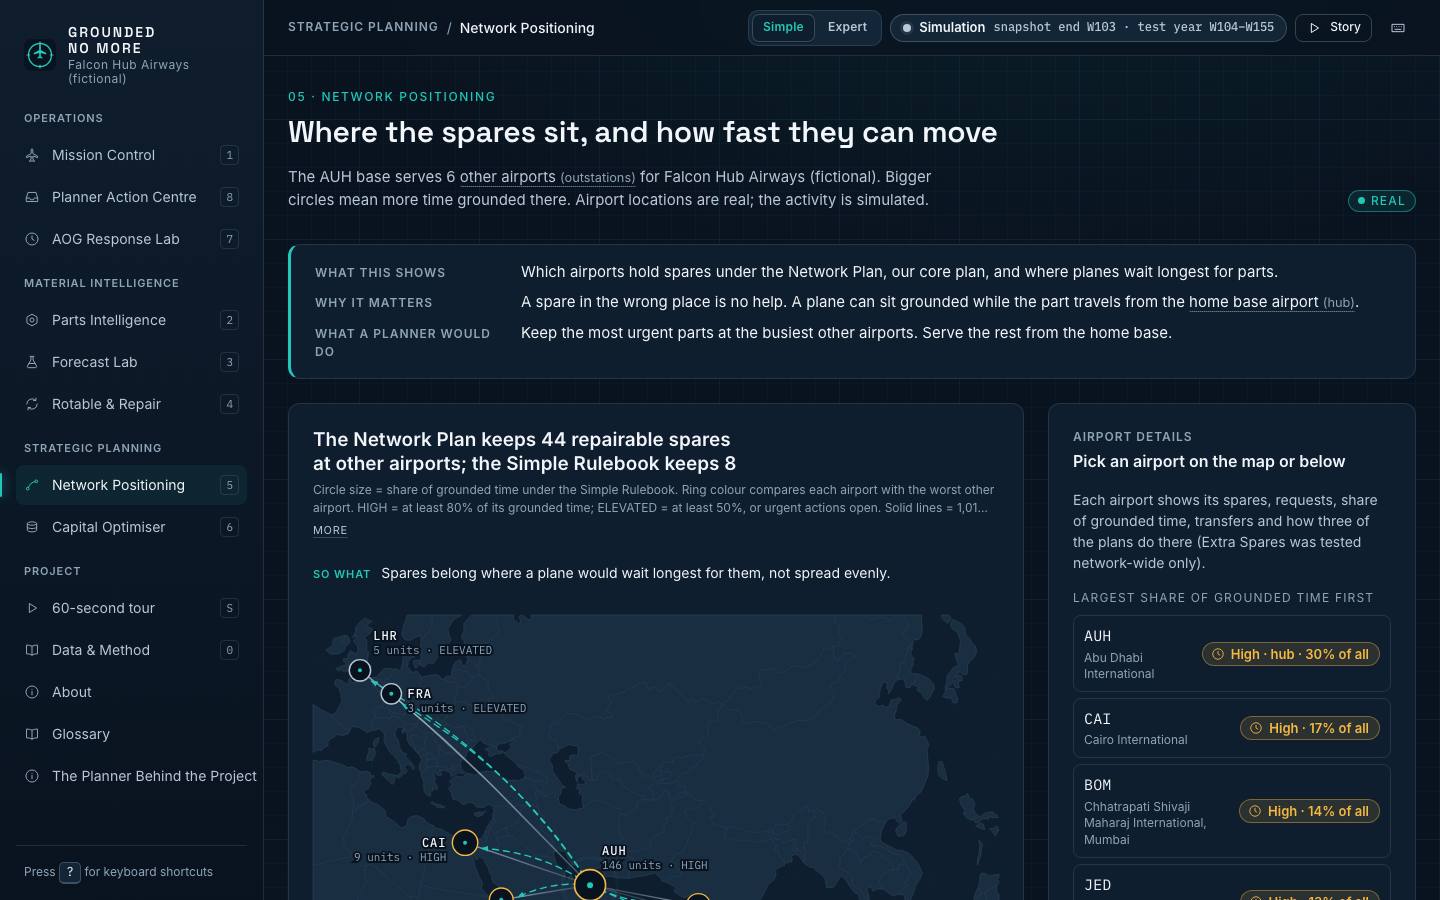 GROUNDED
NO MORE
Falcon Hub Airways
(fictional)
OPERATIONS
Mission Control 1
Planner Action Centre 8
AOG Response Lab 7
MATERIAL INTELLIGENCE
Parts Intelligence 2
Forecast Lab 3
Rotable & Repair 4
STRATEGIC PLANNING
Network Positioning 5
Capital Optimiser 6
PROJECT
60-second tour S
Data & Method 0
About
Glossary
The Planner Behind the Project
Press ? for keyboard shortcuts
STRATEGIC PLANNING / Network Positioning
Simple Expert
Simulation snapshot end W103 · test year W104–W155
Story
05 · NETWORK POSITIONING
Where the spares sit, and how fast they can move
The AUH base serves 6 other airports (outstations) for Falcon Hub Airways (fictional). Bigger
circles mean more time grounded there. Airport locations are real; the activity is simulated.
REAL
WHAT THIS SHOWS Which airports hold spares under the Network Plan, our core plan, and where planes wait longest for parts.
WHY IT MATTERS A spare in the wrong place is no help. A plane can sit grounded while the part travels from the home base airport (hub).
WHAT A PLANNER WOULD Keep the most urgent parts at the busiest other airports. Serve the rest from the home base.
DO
The Network Plan keeps 44 repairable spares
at other airports; the Simple Rulebook keeps 8
Circle size = share of grounded time under the Simple Rulebook. Ring colour compares each airport with the worst other
airport. HIGH = at least 80% of its grounded time; ELEVATED = at least 50%, or urgent actions open. Solid lines = 1,01…
MORE
SO WHAT Spares belong where a plane would wait longest for them, not spread evenly.
LHR
5 units · ELEVATED
FRA
3 units · ELEVATED
CAI
9 units · HIGH
AUH
146 units · HIGH
AIRPORT DETAILS
Pick an airport on the map or below
Each airport shows its spares, requests, share
of grounded time, transfers and how three of
the plans do there (Extra Spares was tested
network-wide only).
LARGEST SHARE OF GROUNDED TIME FIRST
AUH
Abu Dhabi
International
High · hub · 30% of all
CAI
Cairo International
High · 17% of all
BOM
Chhatrapati Shivaji
Maharaj International,
Mumbai
High · 14% of all
JED